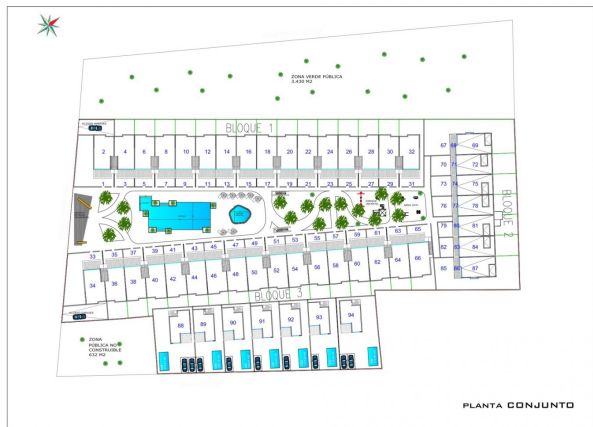 ZONA VERDE PÚBLICA
3.430 M2
BLOQUE 1
2 4 6 8 10 12 14 16 18 20 22 24 26 28 30 32
1 3 5 7 9 11 13 15 17 19 21 23 25 27 29 31
67 68 69
70 71 72
73 74 75
76 77 78
79 80 81
82 83 84
85 86 87
BLOQUE 2
33 35 37 39 41 43 45 47 49 51 53 55 57 59 61 63 65
34 36 38 40 42 44 46 48 50 52 54 56 58 60 62 64 66
BLOQUE 3
88 89 90 91 92 93 94
ZONA
PÚBLICA NO
CONSTRUIBLE
632 M2
PLANTA CONJUNTO